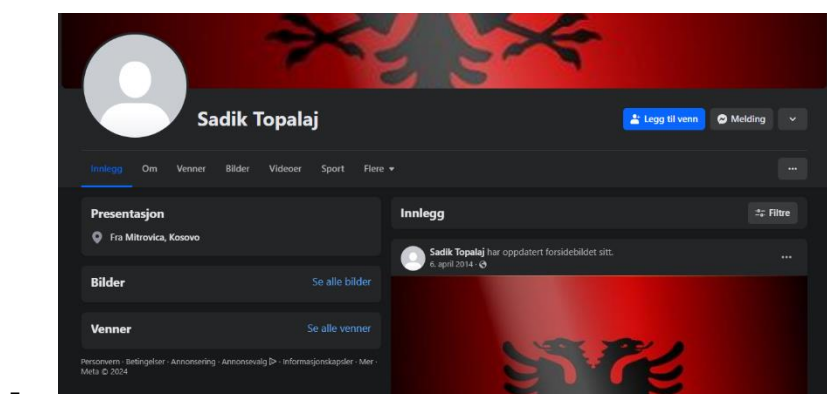 Sadik Topalaj
Legg til venn
Melding
Innlegg Om Venner Bilder Videoer Sport Flere
Presentasjon
Fra Mitrovica, Kosovo
Bilder
Se alle bilder
Venner
Se alle venner
Personvern · Betingelser · Annonsering · Annonsevalg · Informasjonskapsler · Mer ·
Meta © 2024
Innlegg
Filtre
Sadik Topalaj har oppdatert forsidebildet sitt.
6. april 2014 ·